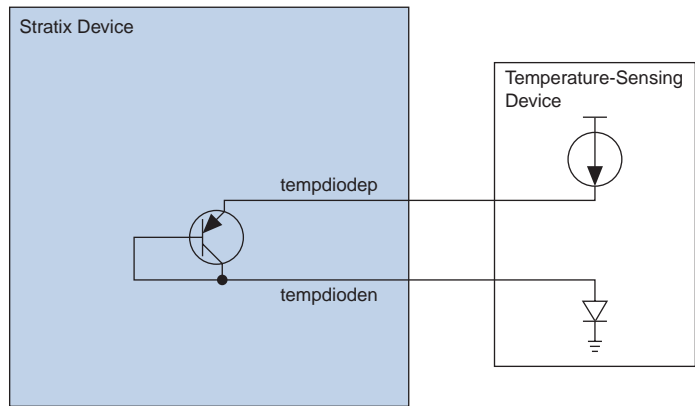 Stratix Device
Temperature-Sensing
Device
tempdiodep
tempdioden